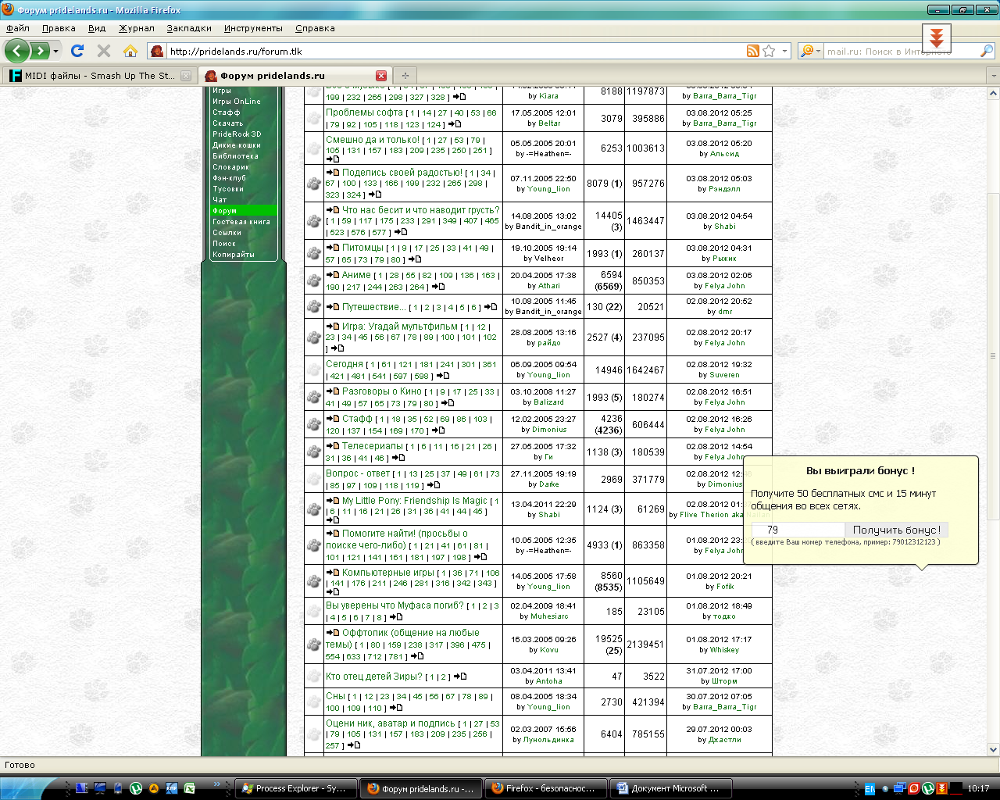 Форум pridelands.ru - Mozilla Firefox
Файл Правка Вид Журнал Закладки Инструменты Справка
http://pridelands.ru/forum.tlk
mail.ru: Поиск в Интернете
MIDI файлы - Smash Up The St...
Форум pridelands.ru
Игры
Игры OnLine
Стафф
Скачать
PrideRock 3D
Дикие кошки
Библиотека
Словарик
Фэн-клуб
Тусовки
Чат
Форум
Гостевая книга
Ссылки
Поиск
Копирайты
199 | 232 | 265 | 298 | 327 | 328 ]
by Kiara
8188 1197873
by Barra_Barra_Tigr
Проблемы софта [ 1 | 14 | 27 | 40 | 53 | 66
| 79 | 92 | 105 | 118 | 123 | 124 ]
17.05.2005 12:01
by Beltar
3079 395886
03.08.2012 05:25
by Barra_Barra_Tigr
Смешно да и только! [ 1 | 27 | 53 | 79 |
105 | 131 | 157 | 183 | 209 | 235 | 250 | 251 ]
05.05.2005 20:01
by -=Heathen=-
6253 1003613
03.08.2012 05:20
by Альсид
Поделись своей радостью! [ 1 | 34 |
67 | 100 | 133 | 166 | 199 | 232 | 265 | 298 |
323 | 324 ]
07.11.2005 22:50
by Young_lion
8079 (1) 957276
03.08.2012 05:03
by Рэндэлл
Что нас бесит и что наводит грусть?
[ 1 | 59 | 117 | 175 | 233 | 291 | 349 | 407 | 465
| 523 | 576 | 577 ]
14.08.2005 13:02
by Bandit_in_orange
14405
(3)
1463447
03.08.2012 04:54
by Shabi
Питомцы [ 1 | 9 | 17 | 25 | 33 | 41 | 49 |
57 | 65 | 73 | 79 | 80 ]
19.10.2005 19:14
by Velheor
1993 (1) 260137
03.08.2012 04:31
by Рыжик
Аниме [ 1 | 28 | 55 | 82 | 109 | 136 | 163 |
190 | 217 | 244 | 263 | 264 ]
20.04.2005 17:38
by Athari
6594
(6569)
850353
03.08.2012 02:06
by Felya John
Путешествие... [ 1 | 2 | 3 | 4 | 5 | 6 ]
10.08.2005 11:45
by Bandit_in_orange
130 (22) 20521
02.08.2012 20:52
by dmr
Игра: Угадай мультфильм [ 1 | 12 |
23 | 34 | 45 | 56 | 67 | 78 | 89 | 100 | 101 | 102
]
28.08.2005 13:16
by райдо
2527 (4) 237095
02.08.2012 20:17
by Felya John
Сегодня [ 1 | 61 | 121 | 181 | 241 | 301 | 361
| 421 | 481 | 541 | 597 | 598 ]
06.09.2005 09:54
by Young_lion
14946 1642467
02.08.2012 19:32
by Suveren
Разговоры о Кино [ 1 | 9 | 17 | 25 | 33 |
41 | 49 | 57 | 65 | 73 | 79 | 80 ]
03.10.2008 11:27
by Balizard
1993 (5) 180274
02.08.2012 16:51
by Felya John
Стафф [ 1 | 18 | 35 | 52 | 69 | 86 | 103 |
120 | 137 | 154 | 169 | 170 ]
12.02.2005 23:27
by Dimonius
4236
(4236)
606444
02.08.2012 16:26
by Felya John
Телесериалы [ 1 | 6 | 11 | 16 | 21 | 26 |
31 | 36 | 41 | 46 ]
27.05.2005 17:32
by Ги
1138 (3) 180539
02.08.2012 14:54
by Felya John
Вопрос - ответ [ 1 | 13 | 25 | 37 | 49 | 61 | 73
| 85 | 97 | 109 | 118 | 119 ]
27.11.2005 19:19
by Darke
2969 371779
02.08.2012
by Dimonius
My Little Pony: Friendship Is Magic [ 1
| 6 | 11 | 16 | 21 | 26 | 31 | 36 | 41 | 44 | 45 ]
13.04.2011 22:29
by Shabi
1124 (3) 61269
02.08.2012
by Flive Therion aka
Помогите найти! (просьбы о
поиске чего-либо) [ 1 | 21 | 41 | 61 | 81 |
101 | 121 | 141 | 161 | 181 | 197 | 198 ]
10.05.2005 12:35
by -=Heathen=-
4933 (1) 863358
01.08.2012
by Felya John
Компьютерные игры [ 1 | 36 | 71 | 106
| 141 | 176 | 211 | 246 | 281 | 316 | 342 | 343 ]
14.05.2005 17:58
by Young_lion
8560
(8535)
1105649
01.08.2012 20:21
by Fofik
Вы уверены что Муфаса погиб? [ 1 | 2 | 3
| 4 | 5 | 6 | 7 | 8 ]
02.04.2009 18:41
by Muhesiarc
185 23105
01.08.2012 18:49
by тоджо
Оффтопик (общение на любые
темы) [ 1 | 80 | 159 | 238 | 317 | 396 | 475 |
554 | 633 | 712 | 781 ]
16.03.2005 09:26
by Kovu
19525
(25)
2139451
01.08.2012 17:17
by Whiskey
Кто отец детей Зиры? [ 1 | 2 ]
03.04.2011 13:41
by Antoha
47 3522
31.07.2012 17:00
by Шторм
Сны [ 1 | 12 | 23 | 34 | 45 | 56 | 67 | 78 | 89 |
100 | 109 | 110 ]
08.04.2005 18:34
by Young_lion
2730 421394
30.07.2012 07:05
by Barra_Barra_Tigr
Оцени ник, аватар и подпись [ 1 | 27 | 53
| 79 | 105 | 131 | 157 | 183 | 209 | 235 | 256 |
257 ]
02.03.2007 15:56
by Лунольдинка
6404 785155
29.07.2012 00:03
by Джастли
Вы выиграли бонус !
Получите 50 бесплатных смс и 15 минут
общения во всех сетях.
79 Получить бонус!
( введите Ваш номер телефона, пример: 79012312123 )
Готово
Process Explorer - Sy...
Форум pridelands.ru -...
Firefox - безопаснос...
Документ Microsoft ...
EN
10:17